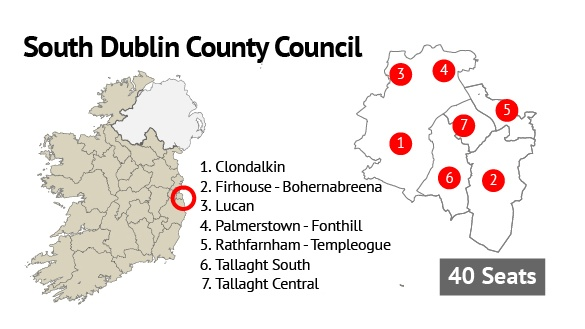 South Dublin County Council
3
4
5
7
1
6
2
1. Clondalkin
2. Firhouse - Bohernabreena
3. Lucan
4. Palmerstown - Fonthill
5. Rathfarnham - Templeogue
6. Tallaght South
7. Tallaght Central
40 Seats